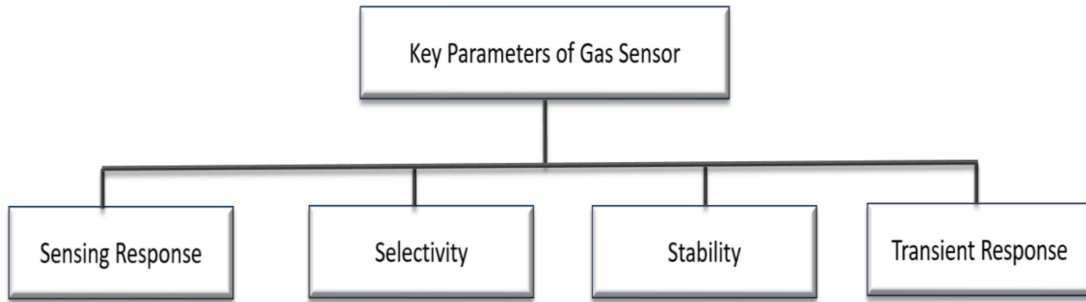 Key Parameters of Gas Sensor
Sensing Response
Selectivity
Stability
Transient Response